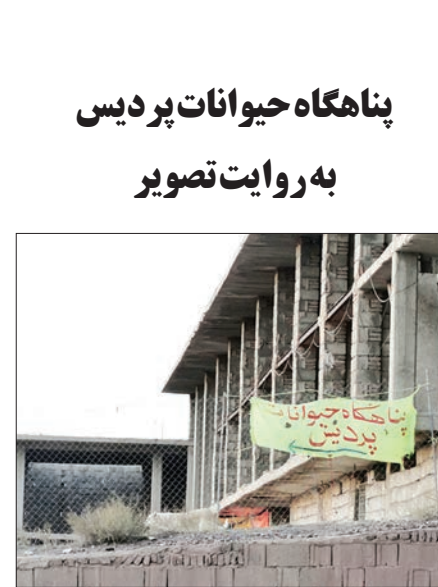 پناهگاه حیوانات پردیس
به روایت تصویر
پناهگاه حیوانات
پردیس